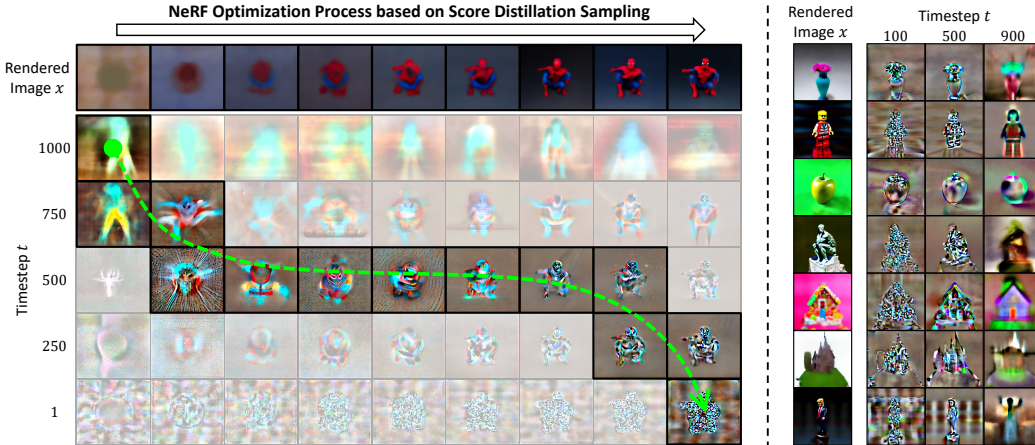 NeRF Optimization Process based on Score Distillation Sampling
Rendered
Image x
Timestep t
1000
750
500
250
1
Rendered
Image x
Timestep t
100 500 900